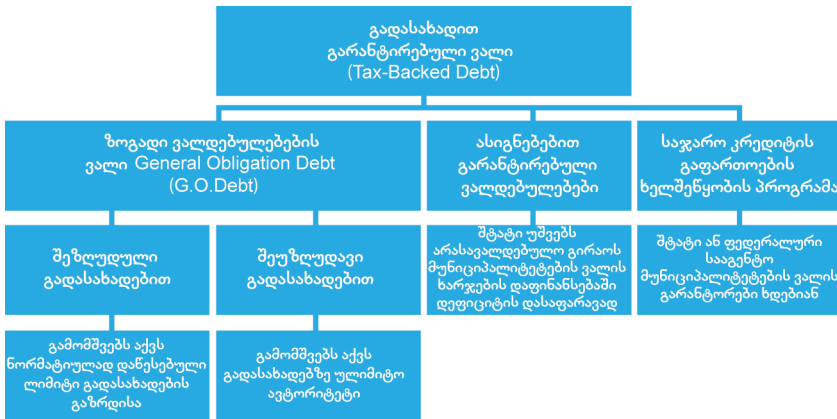 გადასახადით
გარანტირებული ვალი
(Tax-Backed Debt)
ზოგადი ვალდებულებების
ვალი General Obligation Debt
(G.O.Debt)
ასიგნებებით
გარანტირებული
ვალდებულებები
საჯარო კრედიტის
გაფართოების
ხელშეწყობის პროგრამა
შეზღუდული
გადასახადებით
შეუზღუდავი
გადასახადებით
შტატი უშვებს
არასავალდებულო გირაოს
მუნიციპალიტეტების ვალის
ხარჯების დაფინანსებაში
დეფიციტის დასაფარავად
შტატი ან ფედერალური
სააგენტო
მუნიციპალიტეტების ვალის
გარანტორები ხდებიან
გამომშვებს აქვს
ნორმატიულად დაწესებული
ლიმიტი გადასახადების
გაზრდისა
გამომშვებს აქვს
გადასახადებზე ულიმიტო
ავტორიტეტი